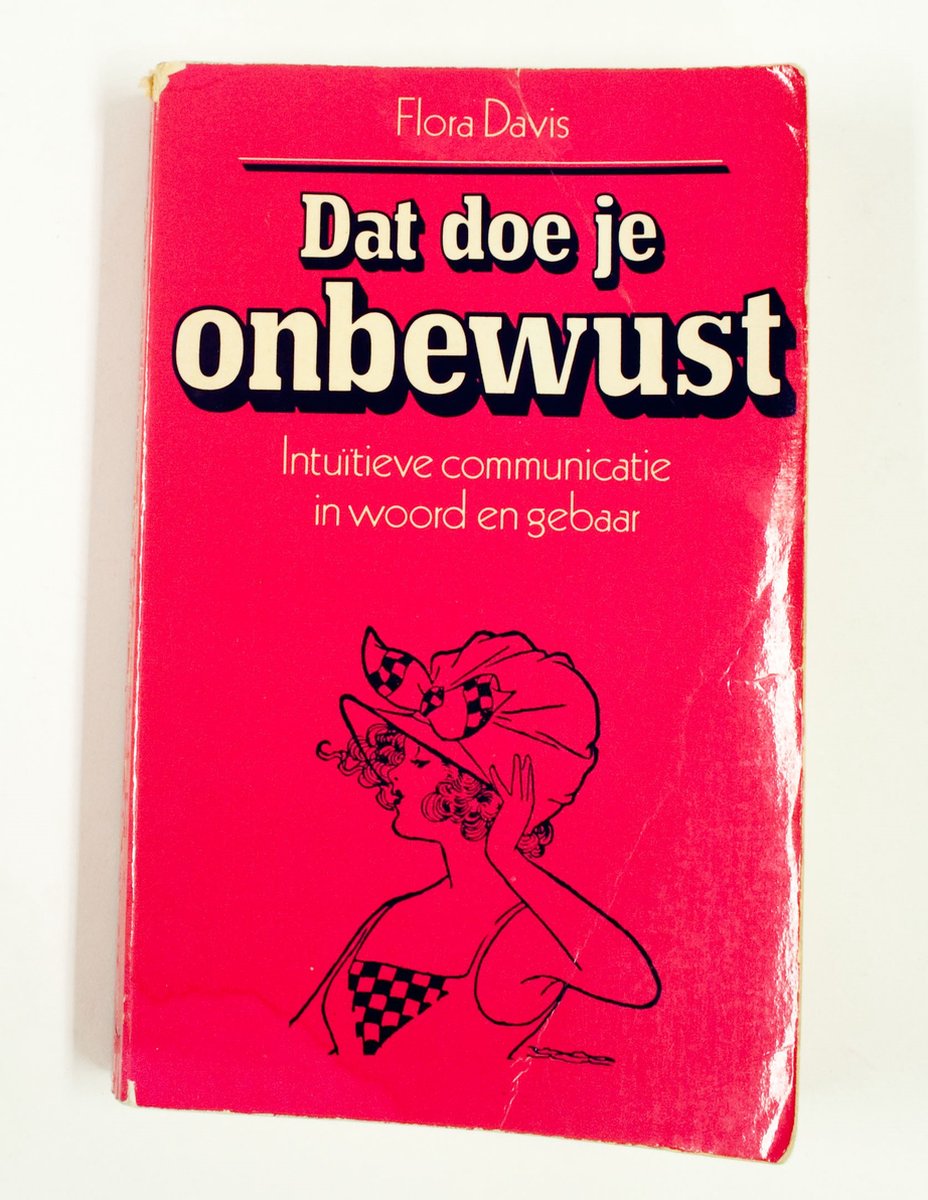 Flora Davis
Dat doe je
onbewust
Intuïtieve communicatie
in woord en gebaar